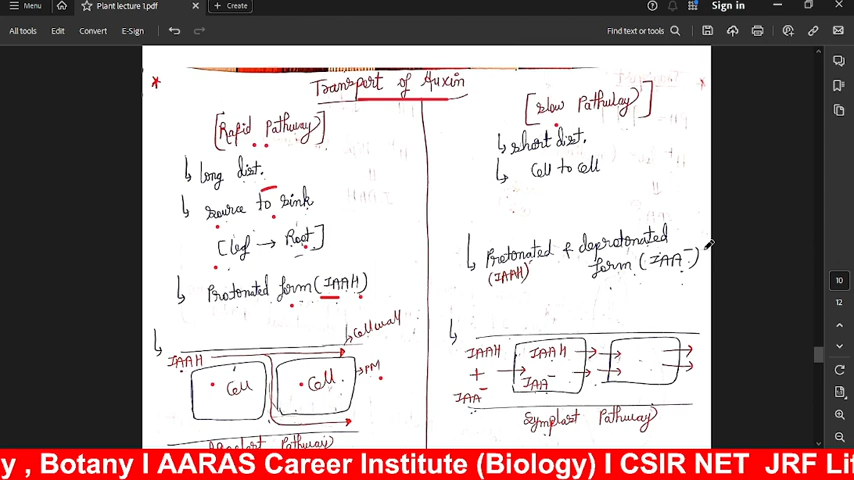 Menu
Plant lecture 1.pdf
+ Create
Sign in
All tools
Edit
Convert
E-Sign
Find text or tools
Transport of Auxin
[Rapid Pathway]
long dist.
source to sink
[leaf → Root]
Protonated form (IAAH)
Cell wall
IAAH
Cell
Cell
PM
Apoplast Pathway
[slow Pathway]
short dist.
Cell to Cell
Protonated & deprotonated
(IAAH)
form (IAA⁻)
IAAH
+
IAA⁻
IAAH
IAA⁻
Symplast Pathway
10
12
y , Botany I AARAS Career Institute (Biology) I CSIR NET JRF Lif